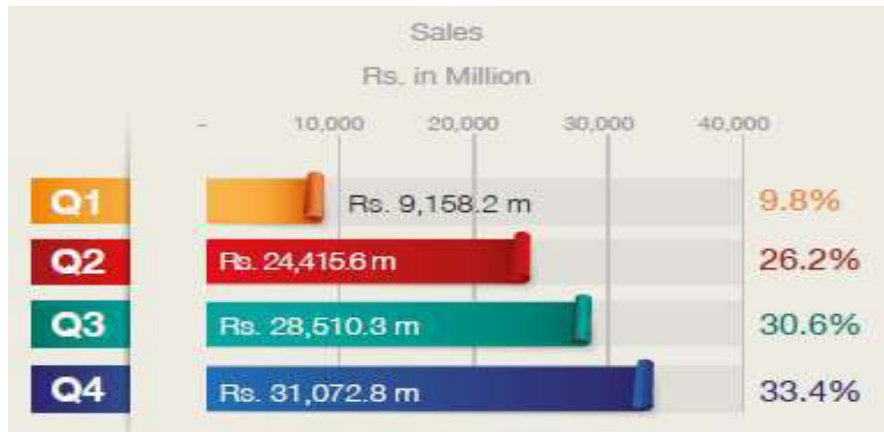 Sales
Rs. in Million
- 10,000 20,000 30,000 40,000
Q1 Rs. 9,158.2 m 9.8%
Q2 Rs. 24,415.6 m 26.2%
Q3 Rs. 28,510.3 m 30.6%
Q4 Rs. 31,072.8 m 33.4%